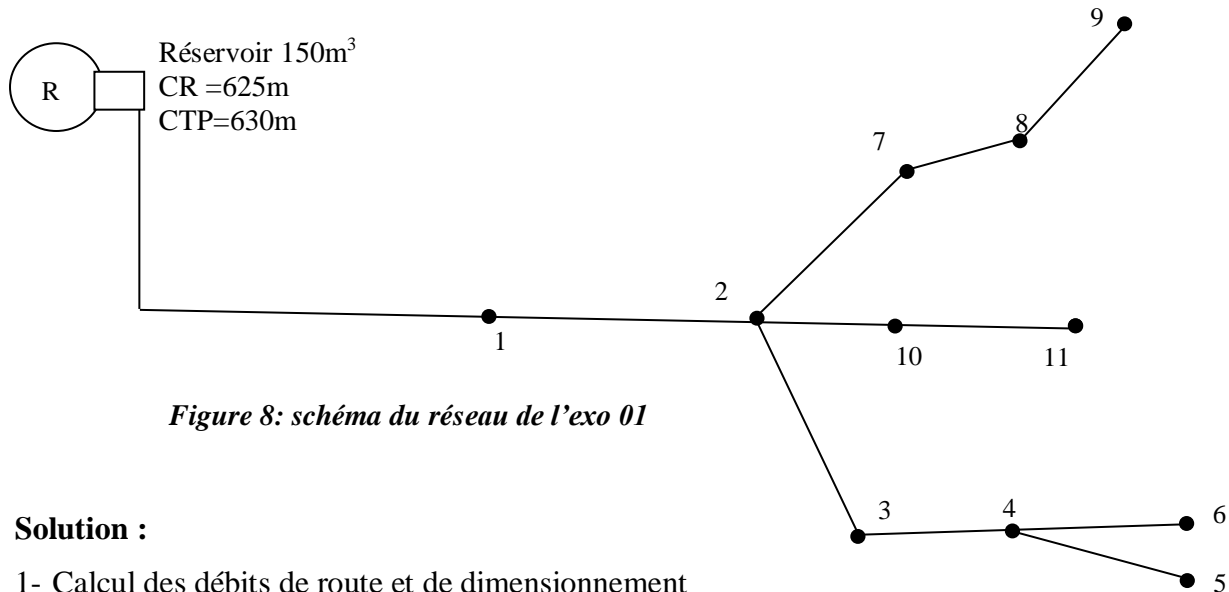 9
Réservoir 150m³
R
CR =625m
CTP=630m
8
7
2
1
10
11
Figure 8: schéma du réseau de l'exo 01
3
4
6
Solution :
5
1- Calcul des débits de route et de dimensionnement